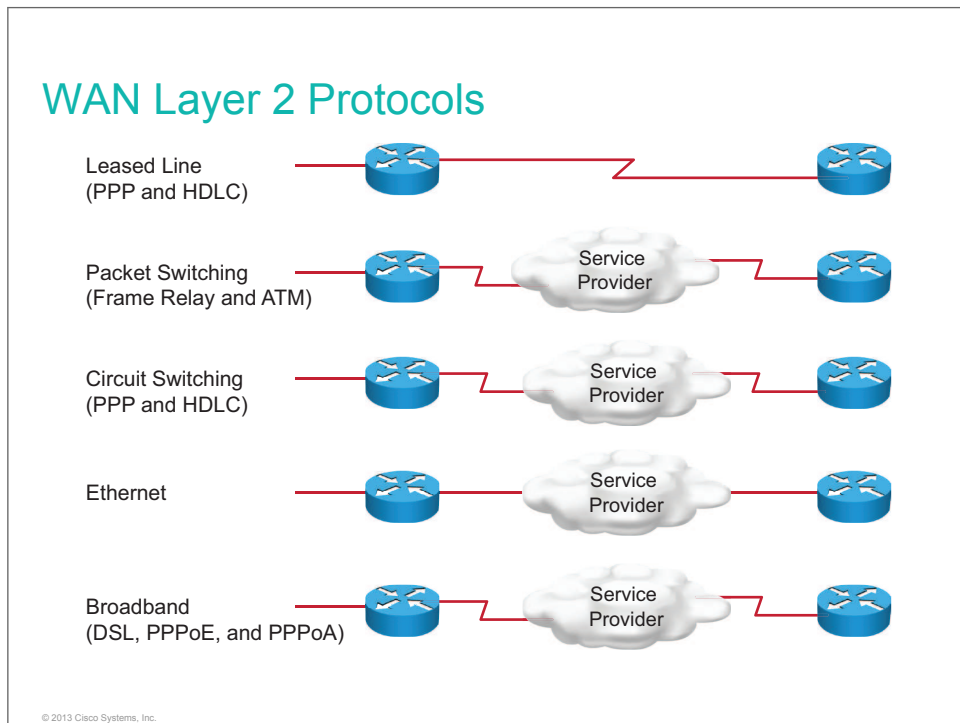 WAN Layer 2 Protocols
Leased Line
(PPP and HDLC)
Packet Switching
(Frame Relay and ATM)
Service
Provider
Circuit Switching
(PPP and HDLC)
Service
Provider
Ethernet
Service
Provider
Broadband
(DSL, PPPoE, and PPPoA)
Service
Provider
© 2013 Cisco Systems, Inc.